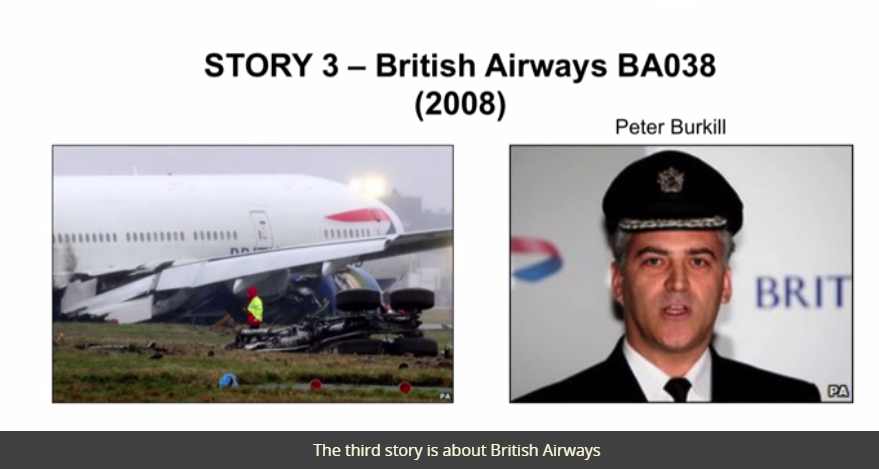 STORY 3 – British Airways BA038
(2008)
Peter Burkill
BRIT
PA
PA
The third story is about British Airways